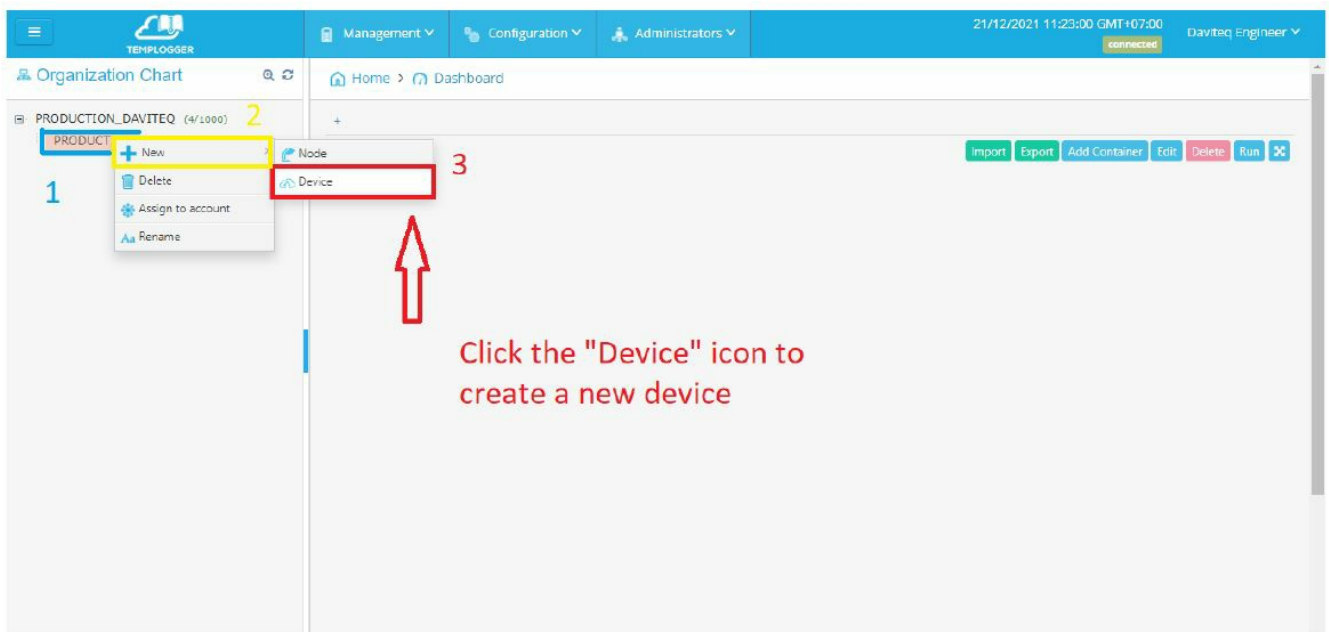 TEMPLOGGER
Management
Configuration
Administrators
21/12/2021 11:23:00 GMT+07:00
connected
Daviteq Engineer
Organization Chart
Home > Dashboard
PRODUCTION_DAVITEQ (4/1000)
2
+
PRODUCT
New
Node
3
Import Export Add Container Edit Delete Run
1
Delete
Device
Assign to account
Aa Rename
Click the "Device" icon to
create a new device